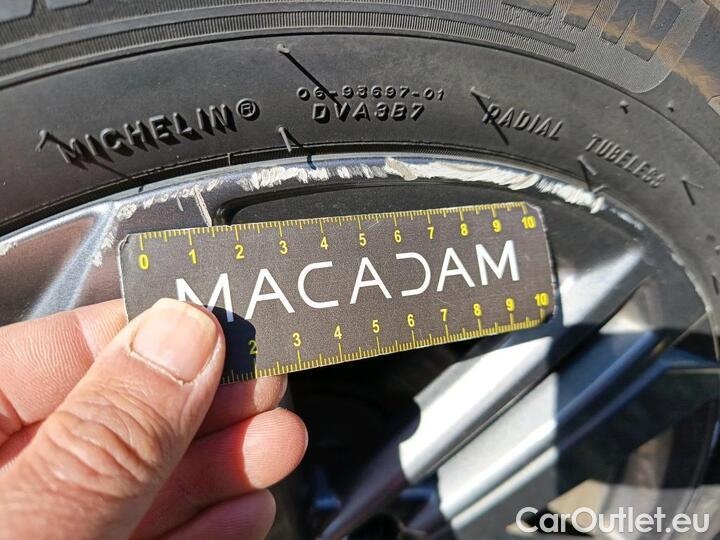 06-93697-01
MICHELIN® DVA3B7 RADIAL TUBELESS
0 1 2 3 4 5 6 7 8 9 10
MACADAM
2 3 4 5 6 7 8 9 10
CarOutlet.eu